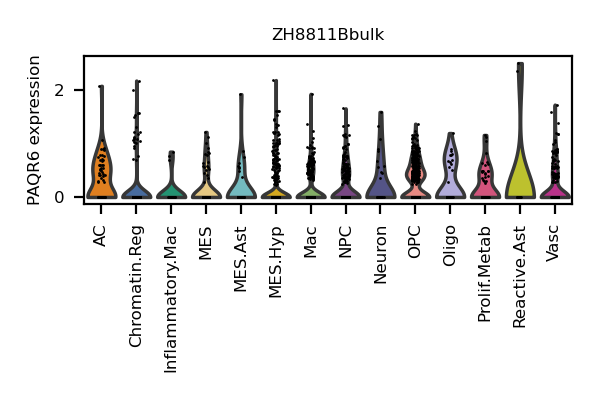 ZH8811Bbulk
PAQR6 expression
2
0
AC
Chromatin.Reg
Inflammatory.Mac
MES
MES.Ast
MES.Hyp
Mac
NPC
Neuron
OPC
Oligo
Prolif.Metab
Reactive.Ast
Vasc